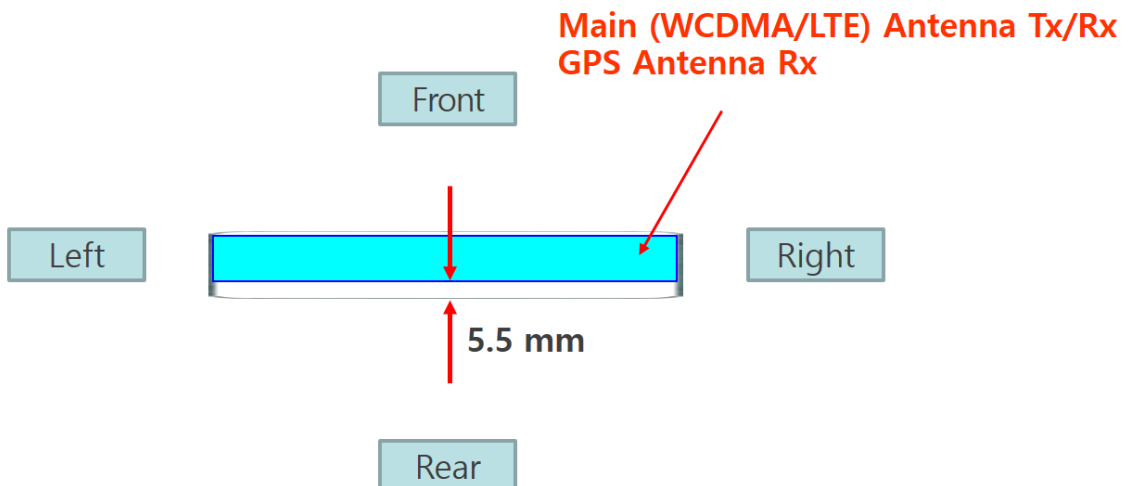 Main (WCDMA/LTE) Antenna Tx/Rx
GPS Antenna Rx
Front
Left
Right
5.5 mm
Rear